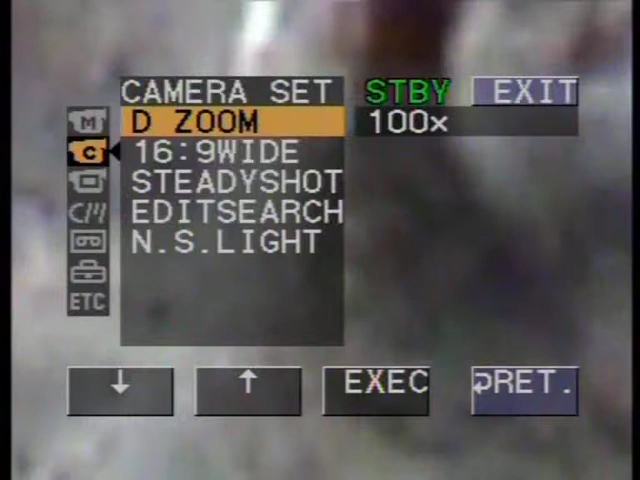 CAMERA SET STBY EXIT
M D ZOOM 100x
C 16:9WIDE
STEADYSHOT
C/M EDITSEARCH
N.S.LIGHT
ETC
↓ ↑ EXEC ⮌RET.